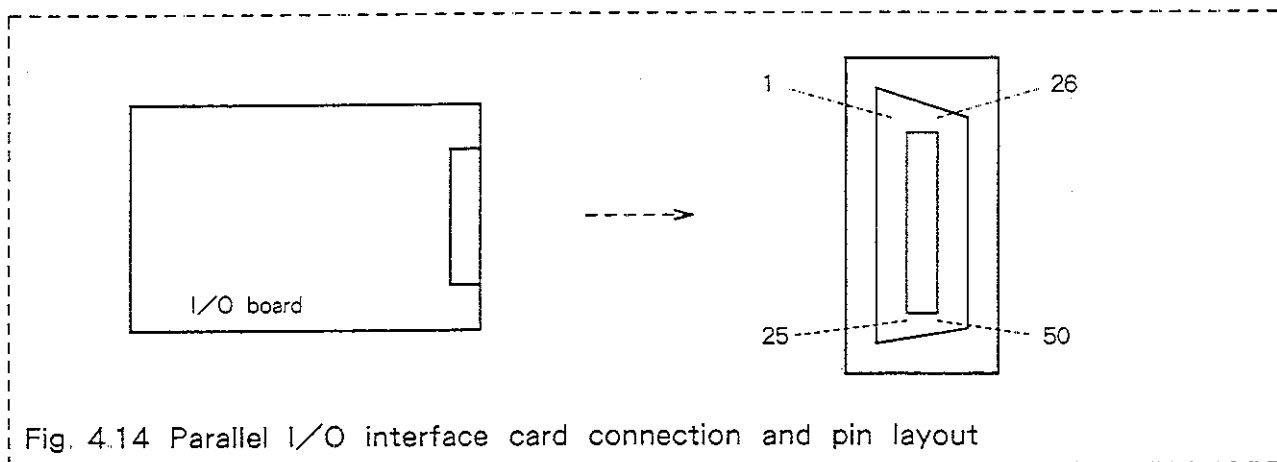 1 26
I/O board
25 50
Fig. 4.14 Parallel I/O interface card connection and pin layout